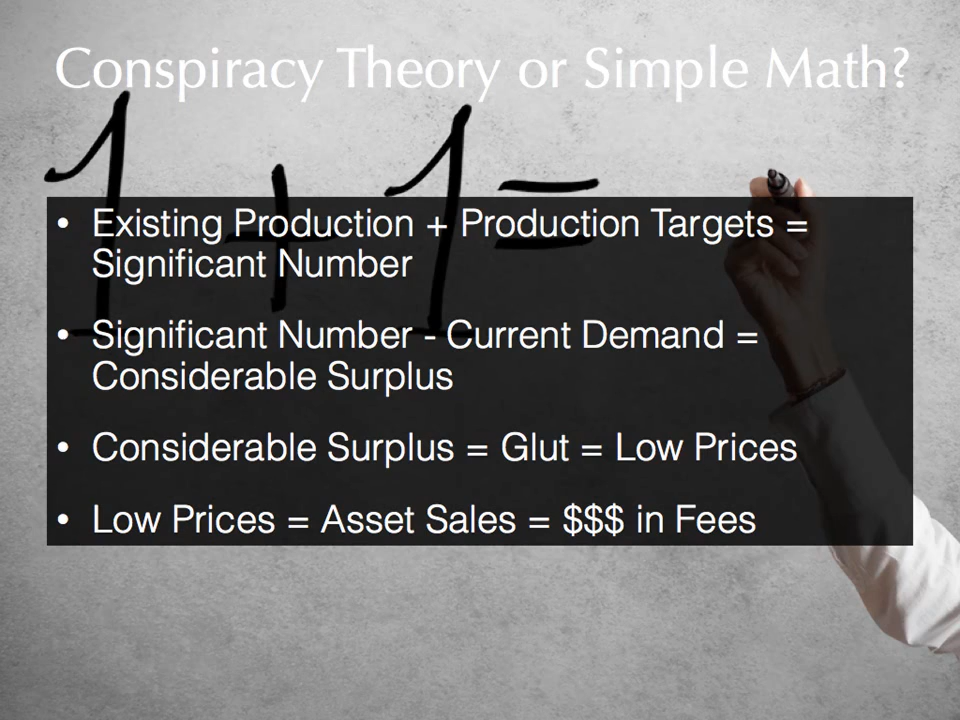 Conspiracy Theory or Simple Math?
1 + 1 =
• Existing Production + Production Targets =
Significant Number
• Significant Number - Current Demand =
Considerable Surplus
• Considerable Surplus = Glut = Low Prices
• Low Prices = Asset Sales = $$$ in Fees